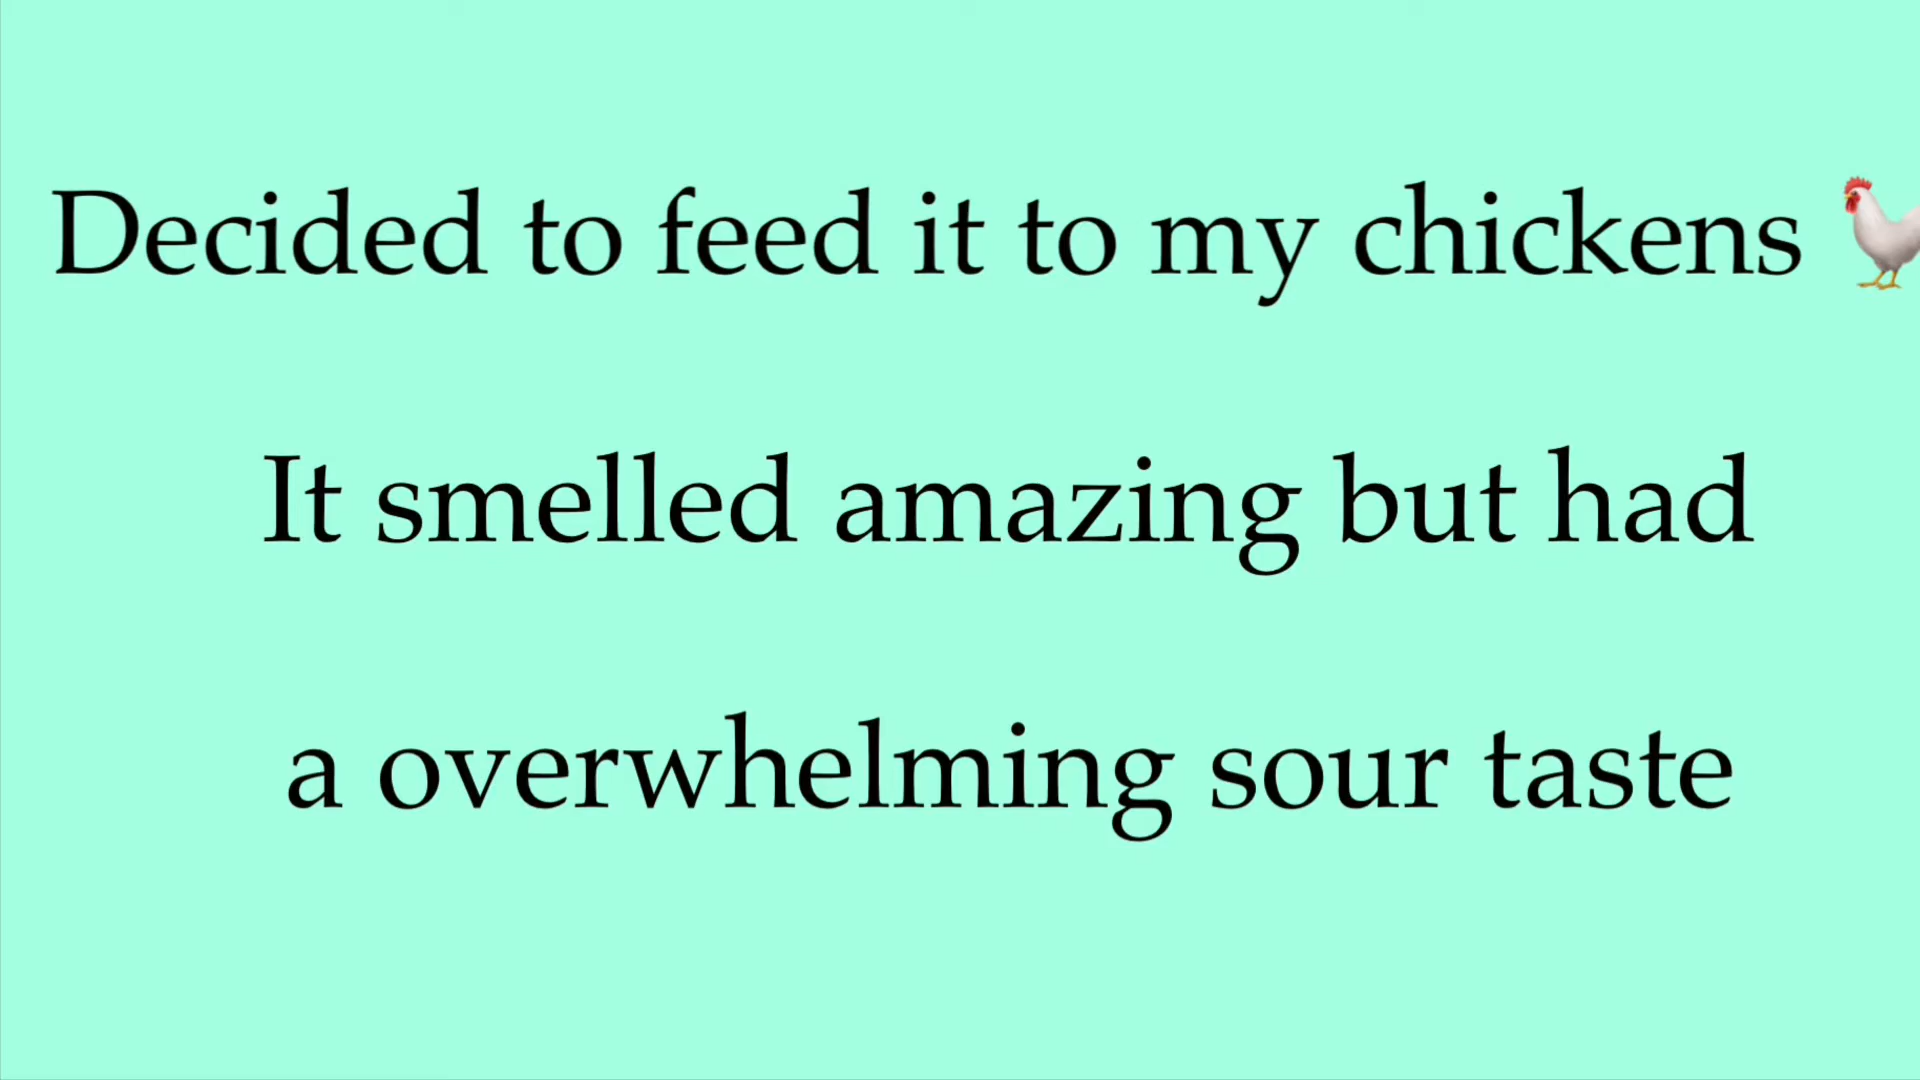 Decided to feed it to my chickens 🐓
It smelled amazing but had
a overwhelming sour taste